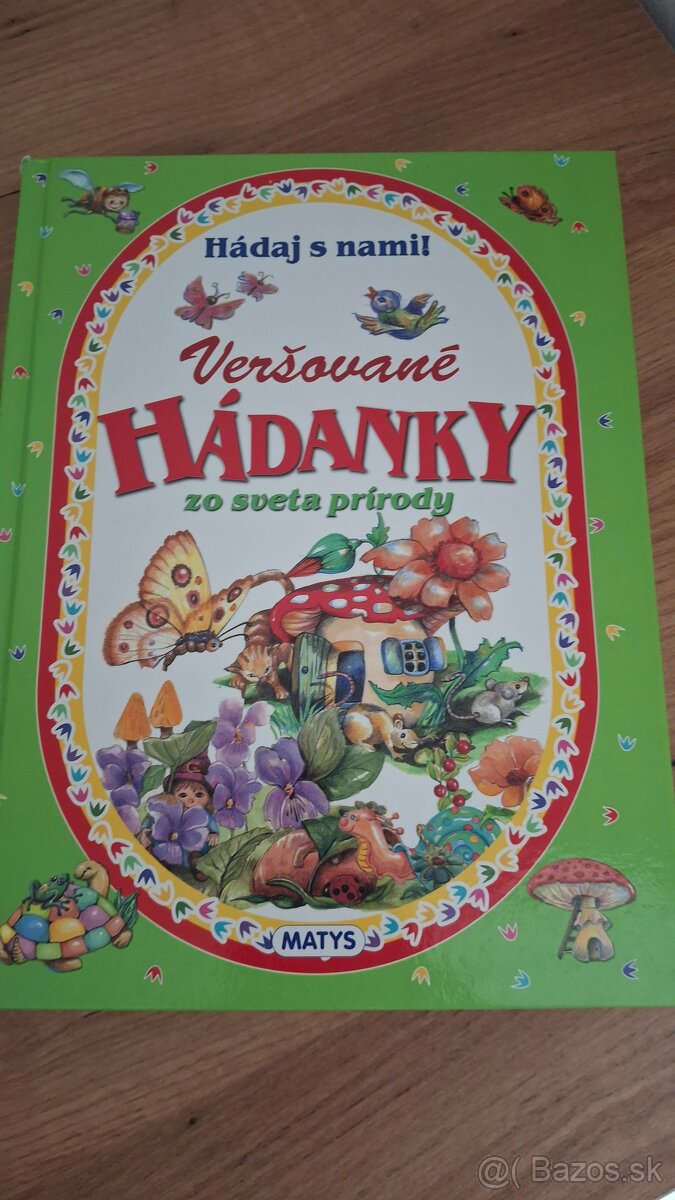 Hádaj s nami!
Veršované
HÁDANKY
zo sveta prírody
MATYS
@( Bazos.sk